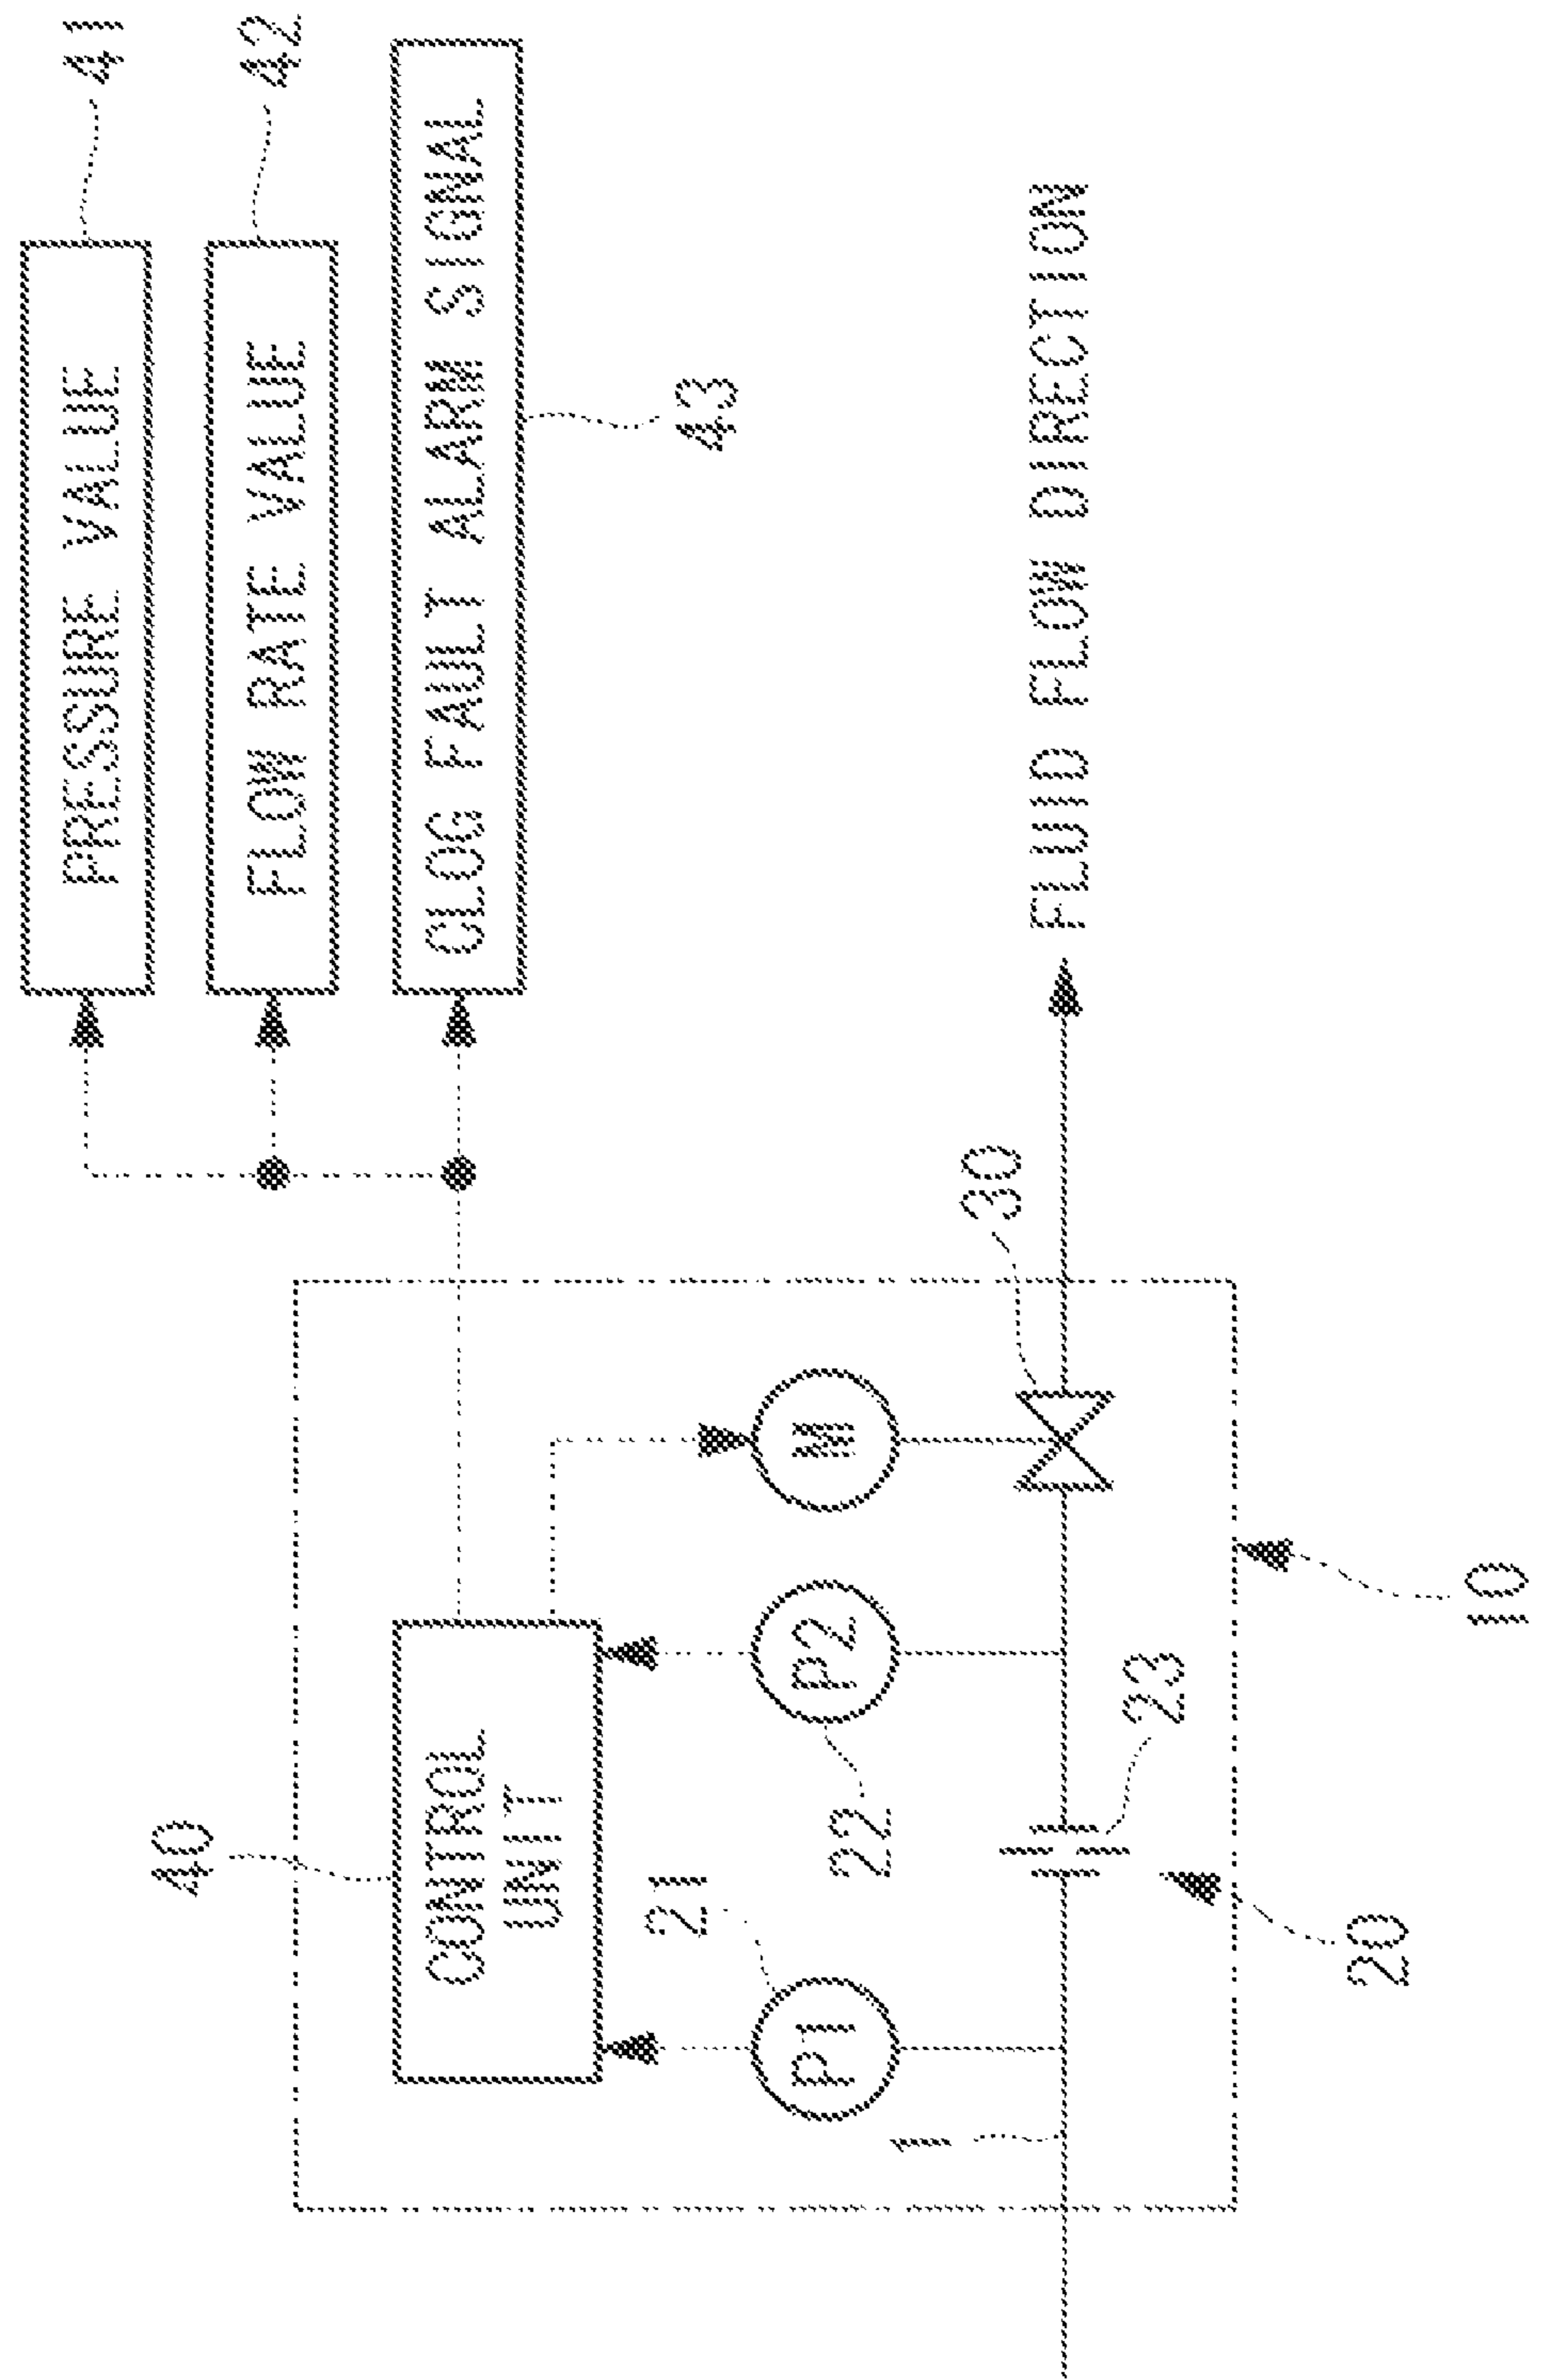 PRESSURE VALUE
41
FLOW RATE VALUE
42
CLOG FAULT ALARM SIGNAL
43
40
CONTROL
UNIT
21
P1
22
P2
M
30
1
23
FLUID FLOW DIRECTION
20
10